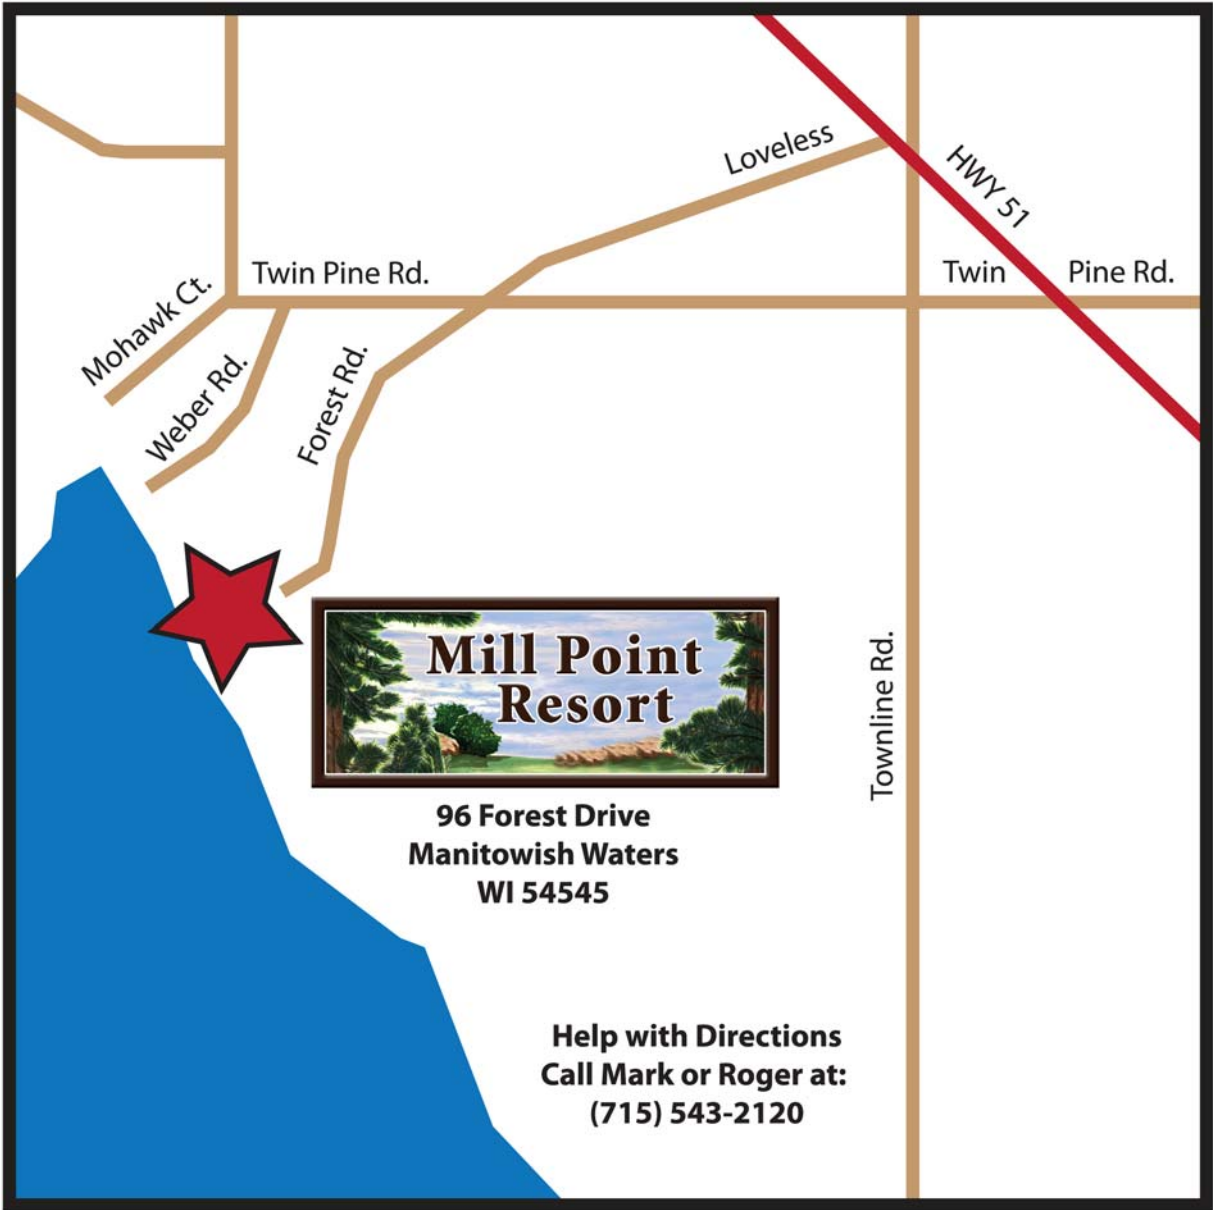 Loveless
HWY 51
Twin Pine Rd.
Twin Pine Rd.
Mohawk Ct.
Weber Rd.
Forest Rd.
Mill Point
Resort
Townline Rd.
96 Forest Drive
Manitowish Waters
WI 54545
Help with Directions
Call Mark or Roger at:
(715) 543-2120